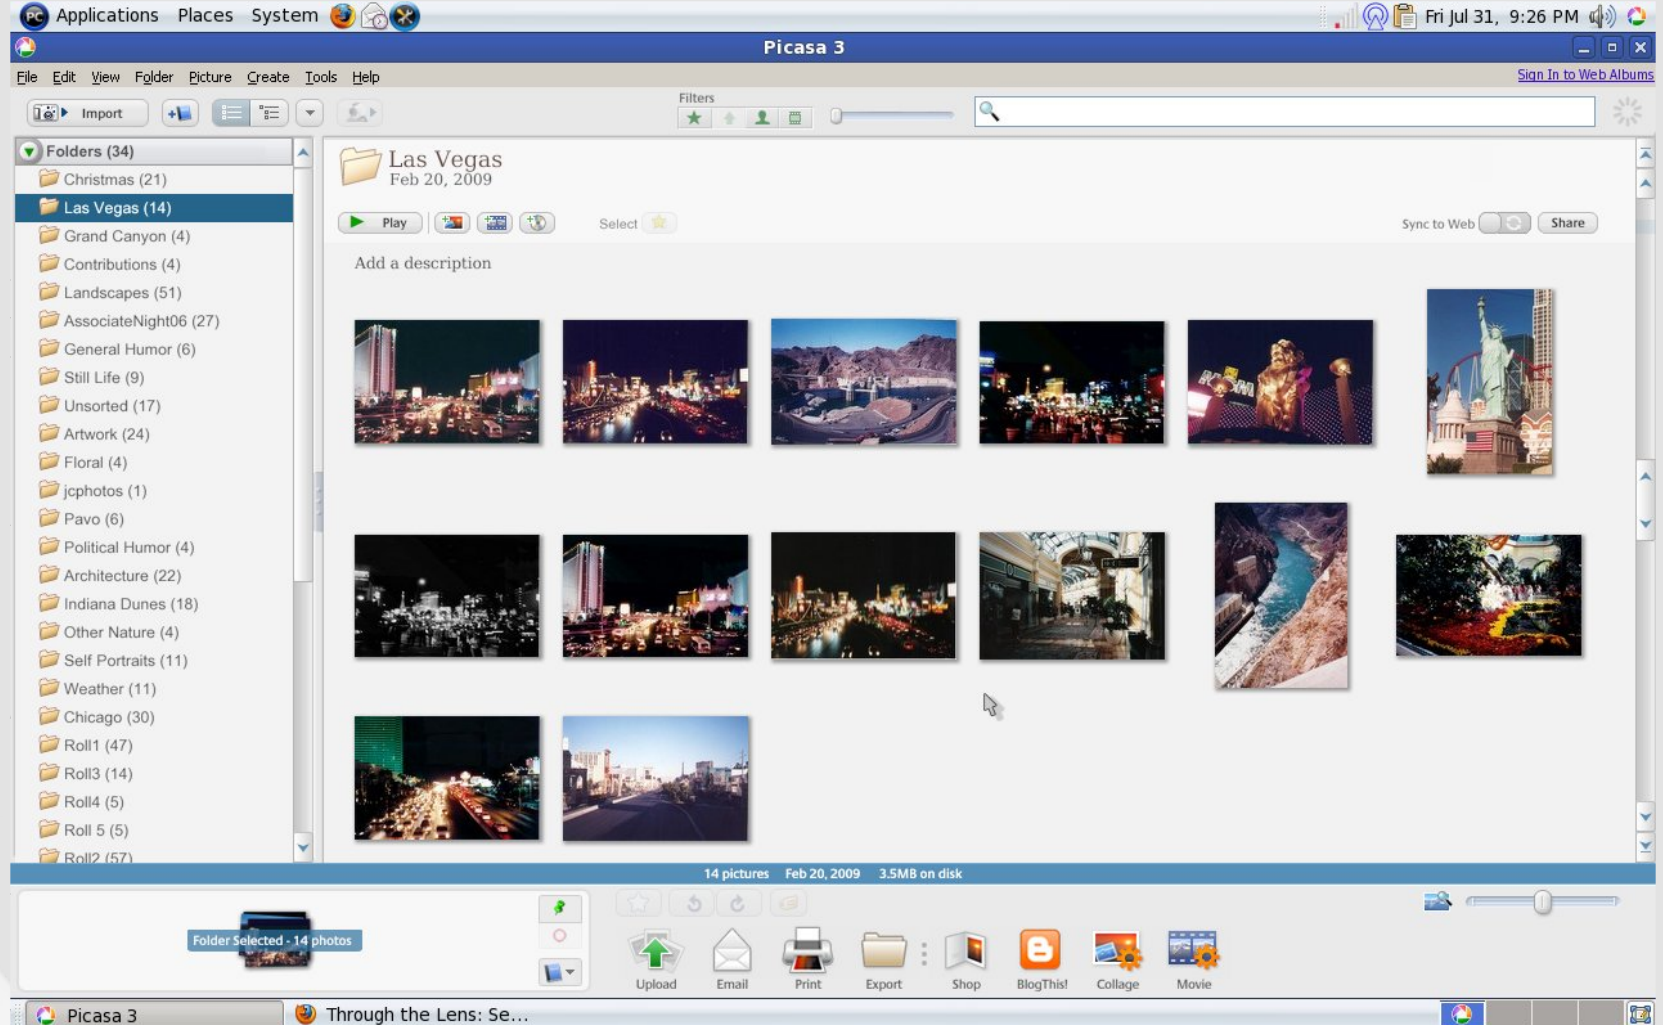 Applications Places System
Fri Jul 31, 9:26 PM
Picasa 3
File Edit View Folder Picture Create Tools Help
Sign In to Web Albums
Import
Filters
Folders (34)
Christmas (21)
Las Vegas (14)
Grand Canyon (4)
Contributions (4)
Landscapes (51)
AssociateNight06 (27)
General Humor (6)
Still Life (9)
Unsorted (17)
Artwork (24)
Floral (4)
jcphotos (1)
Pavo (6)
Political Humor (4)
Architecture (22)
Indiana Dunes (18)
Other Nature (4)
Self Portraits (11)
Weather (11)
Chicago (30)
Roll1 (47)
Roll3 (14)
Roll4 (5)
Roll 5 (5)
Roll2 (57)
Las Vegas
Feb 20, 2009
Play
Select
Sync to Web
Share
Add a description
14 pictures Feb 20, 2009 3.5MB on disk
Folder Selected - 14 photos
Upload Email Print Export Shop BlogThis! Collage Movie
Picasa 3
Through the Lens: Se...